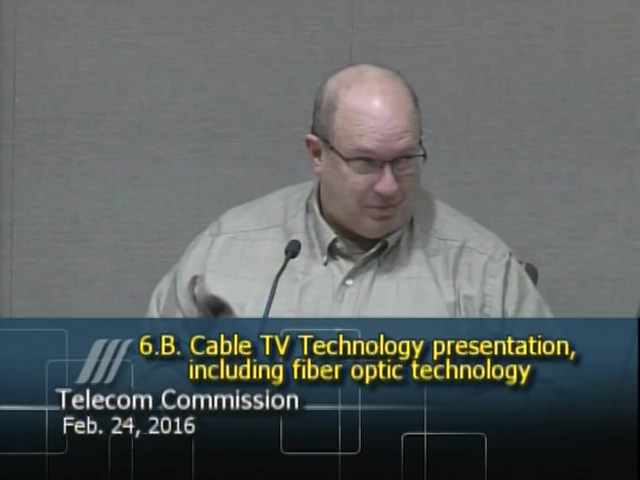 6.B. Cable TV Technology presentation,
including fiber optic technology
Telecom Commission
Feb. 24, 2016